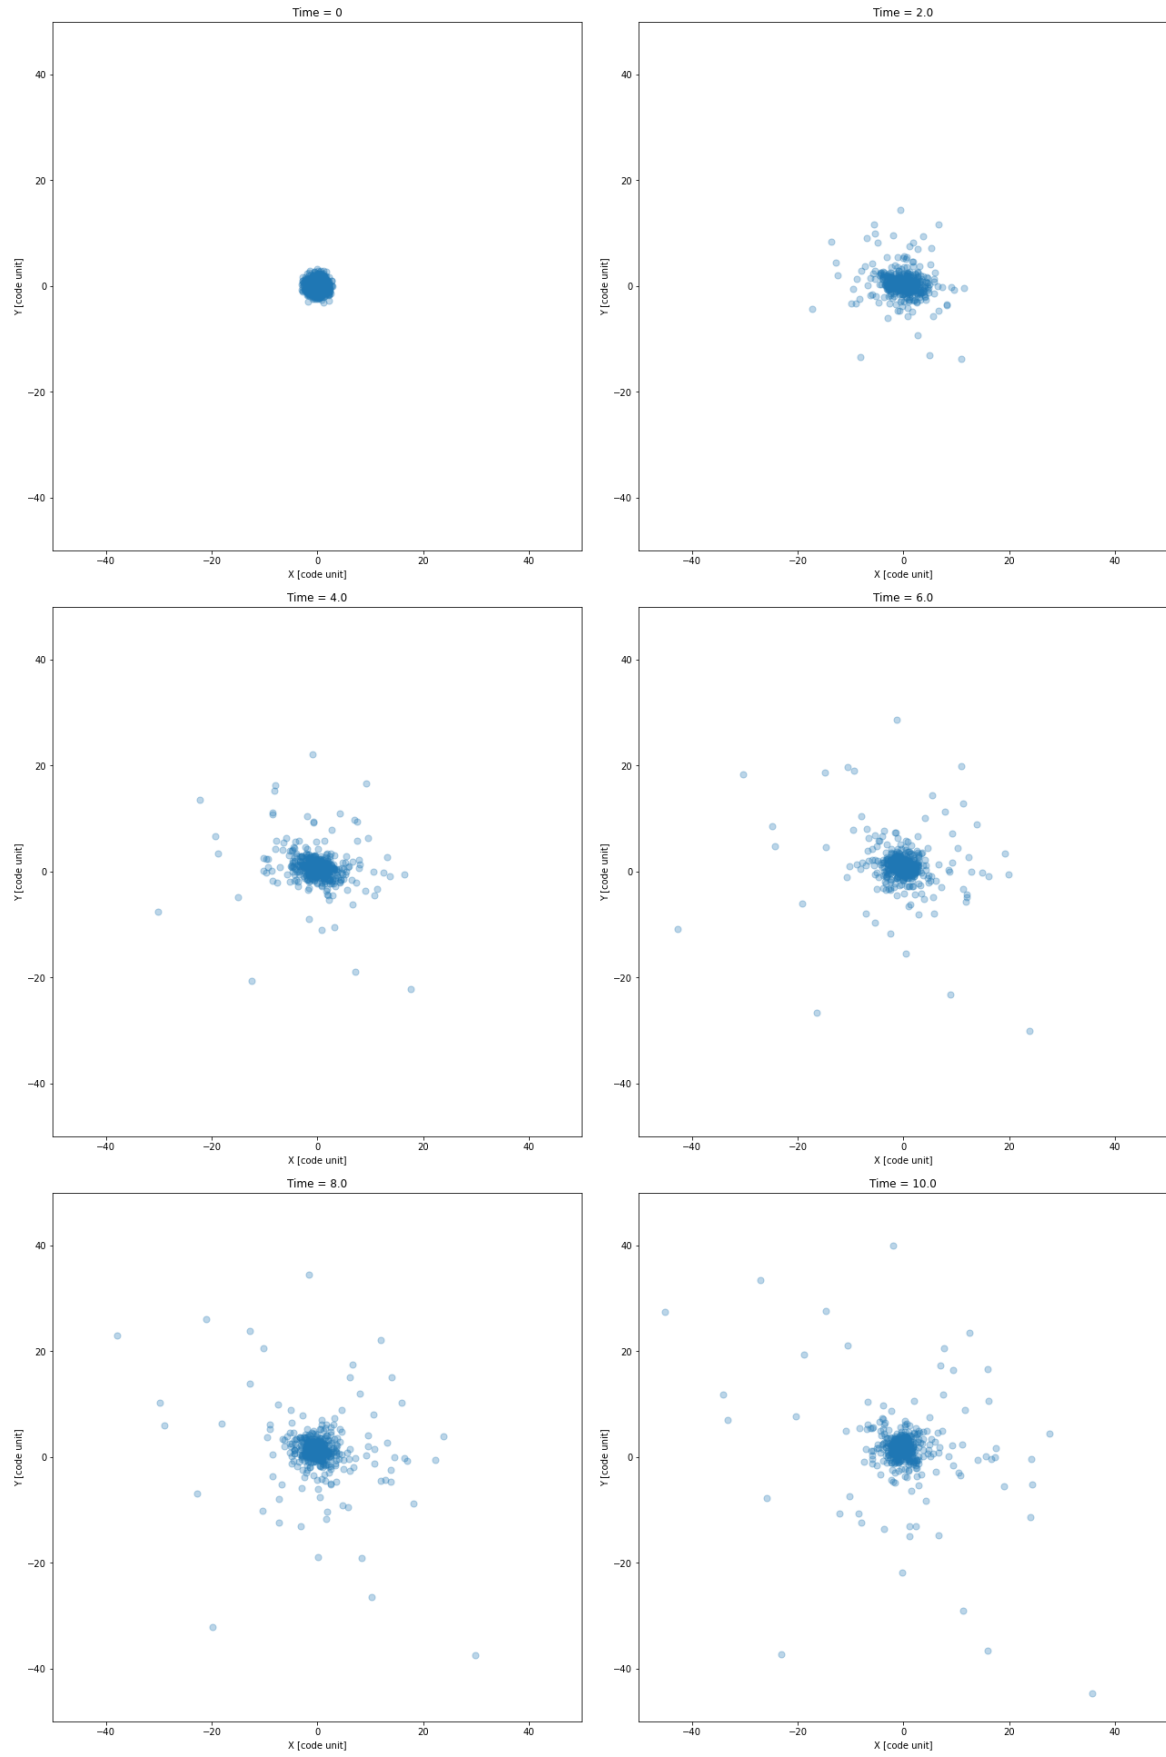 Time = 0
40
20
0
−20
−40
Y [code unit]
−40 −20 0 20 40
X [code unit]
Time = 2.0
40
20
0
−20
−40
Y [code unit]
−40 −20 0 20 40
X [code unit]
Time = 4.0
40
20
0
−20
−40
Y [code unit]
−40 −20 0 20 40
X [code unit]
Time = 6.0
40
20
0
−20
−40
Y [code unit]
−40 −20 0 20 40
X [code unit]
Time = 8.0
40
20
0
−20
−40
Y [code unit]
−40 −20 0 20 40
X [code unit]
Time = 10.0
40
20
0
−20
−40
Y [code unit]
−40 −20 0 20 40
X [code unit]